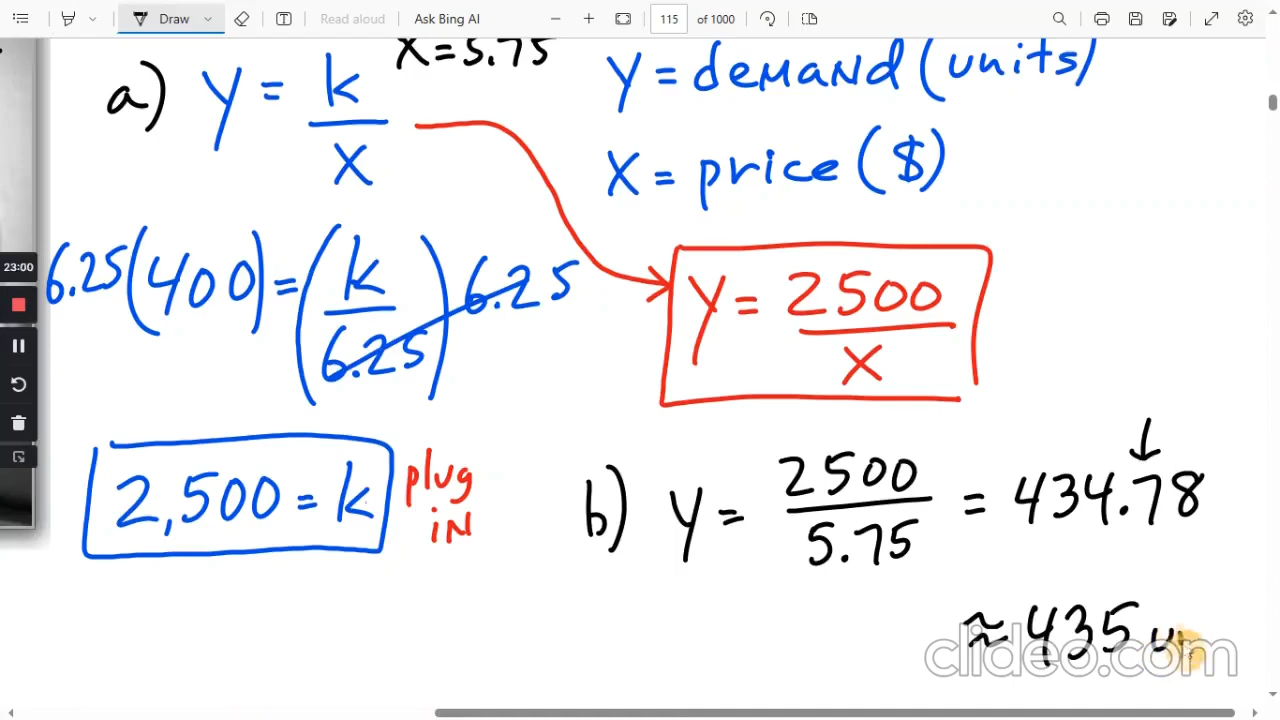 Draw Read aloud Ask Bing AI 115 of 1000
x=5.75
a) y = k/x
y = demand (units)
x = price ($)
23:00
6.25(400) = (k/6.25) 6.25
y = 2500/x
2,500 = k
plug
in
b) y = 2500/5.75 = 434.78
≈ 435 u
clideo.com